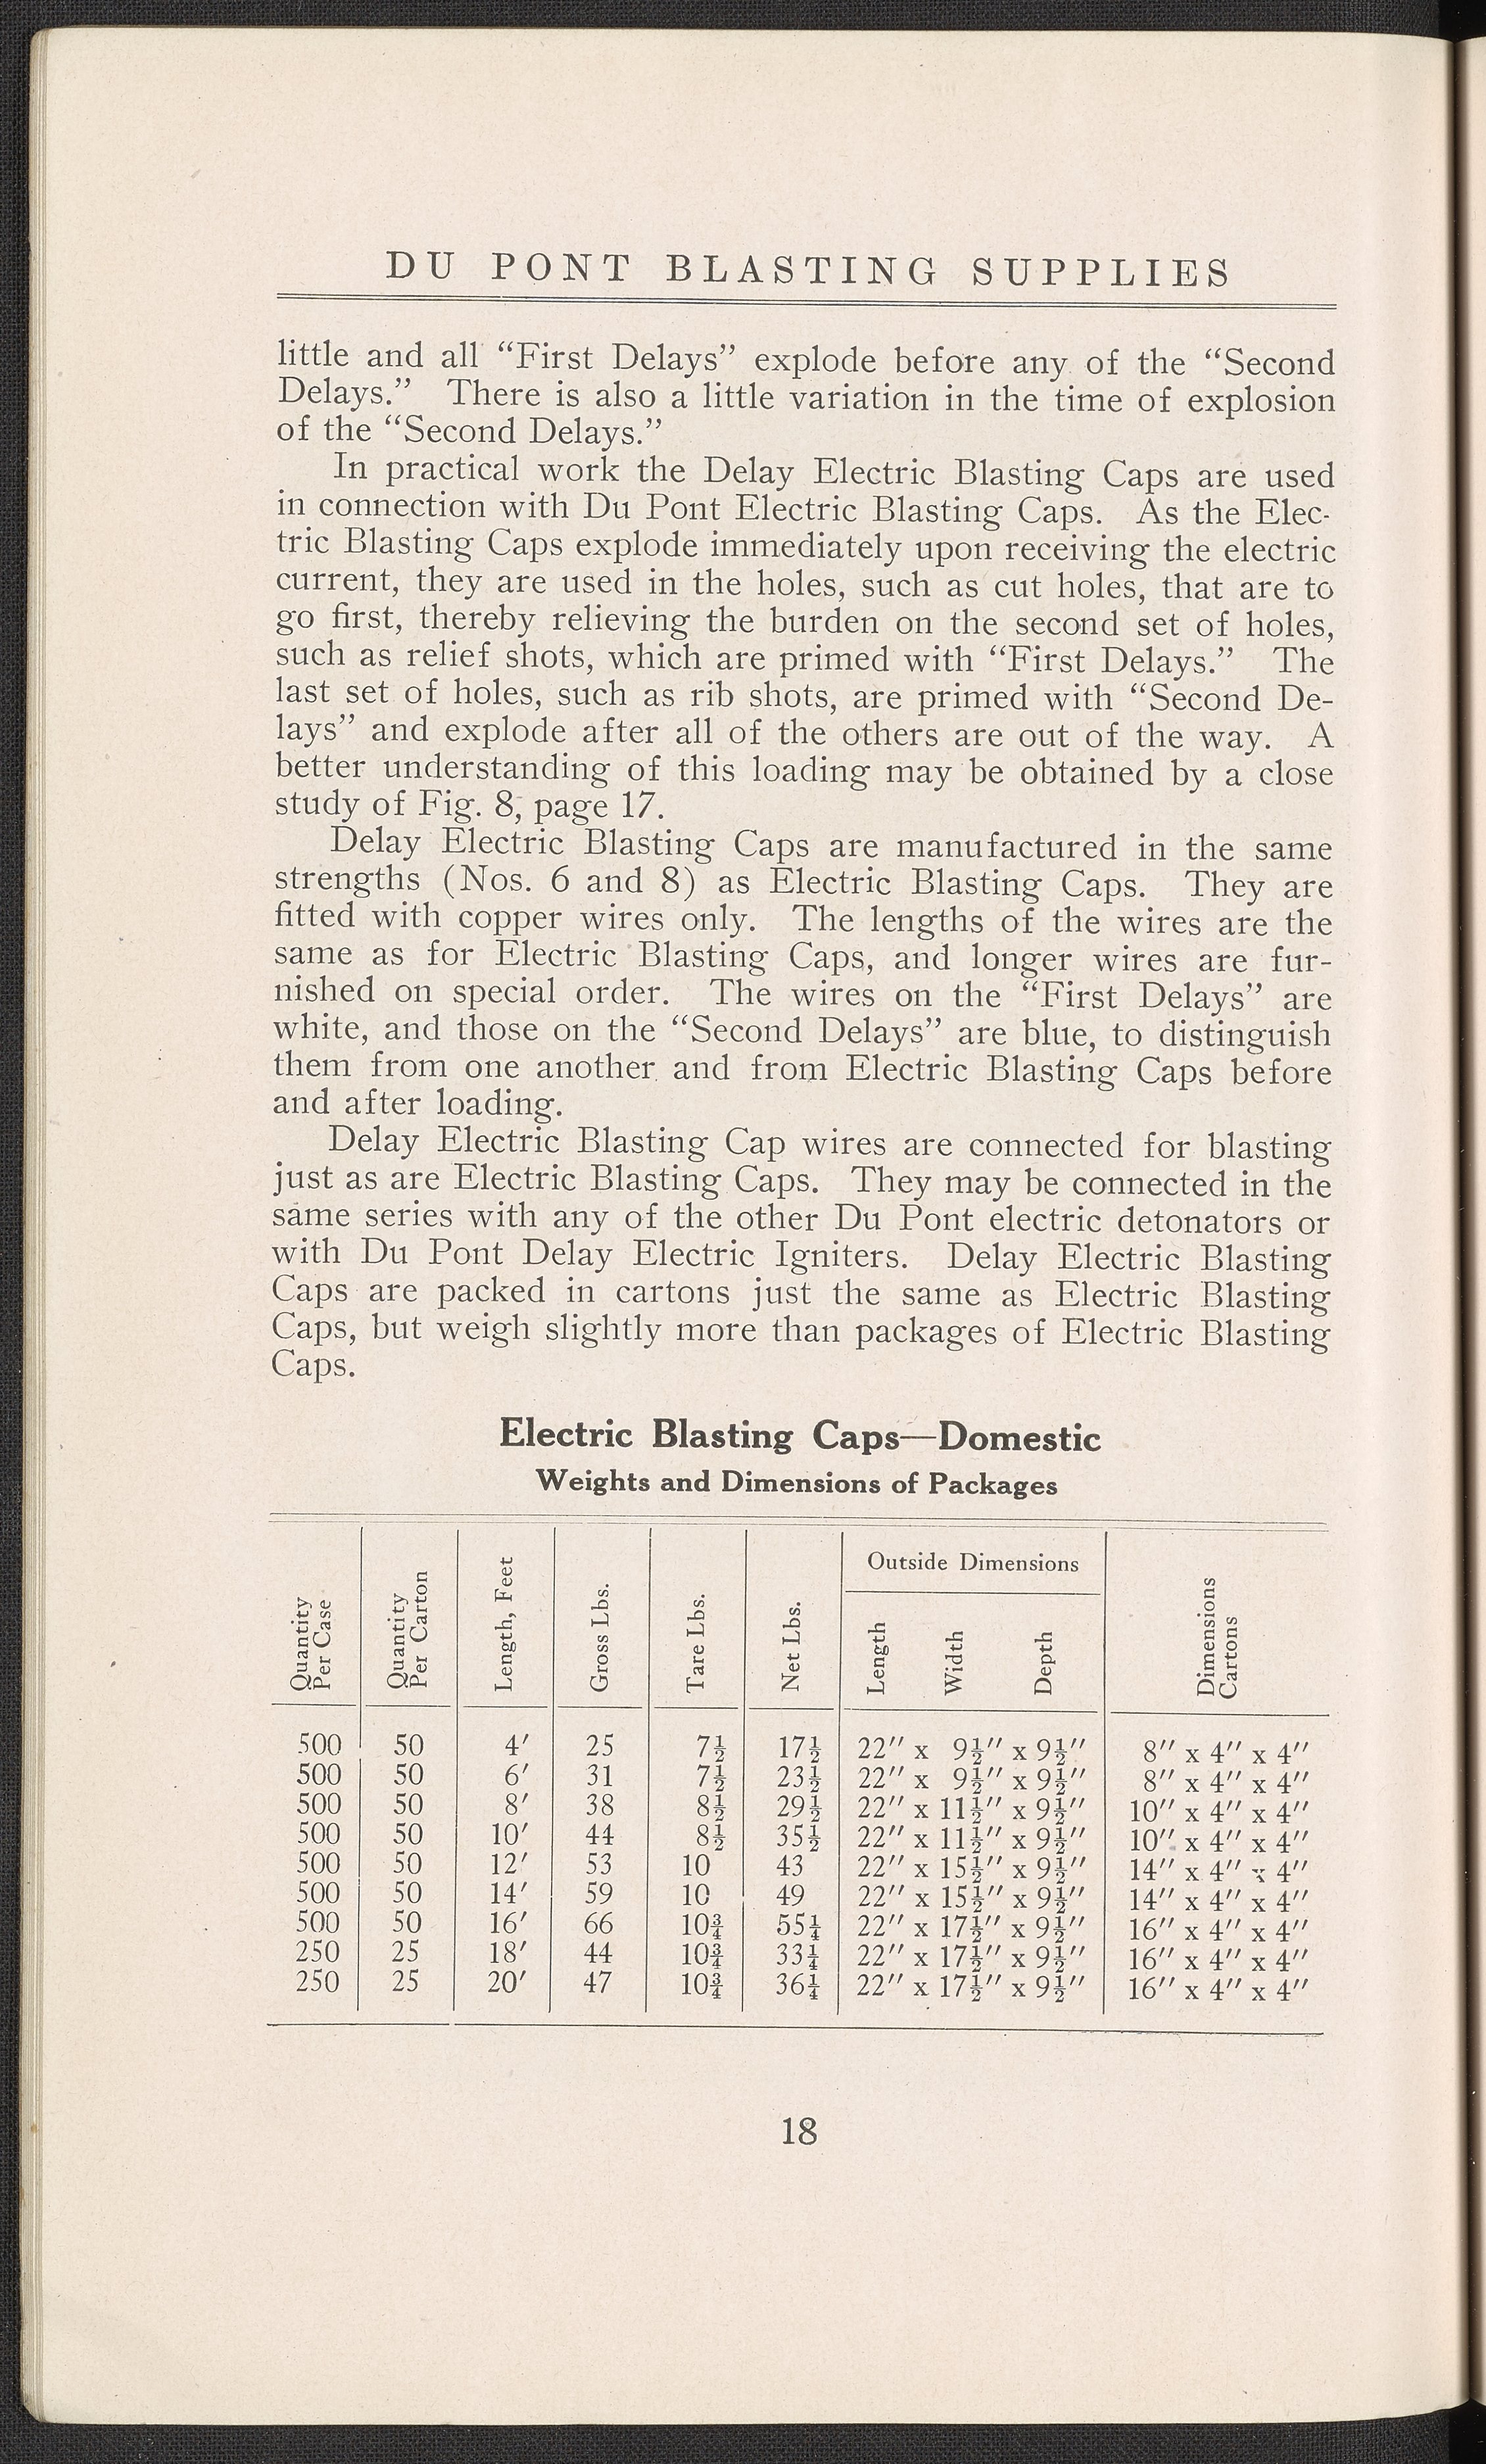 DU PONT BLASTING SUPPLIES
little and all “First Delays” explode before any of the “Second
Delays.” There is also a little variation in the time of explosion
of the “Second Delays.”
In practical work the Delay Electric Blasting Caps are used
in connection with Du Pont Electric Blasting Caps. As the Elec-
tric Blasting Caps explode immediately upon receiving the electric
current, they are used in the holes, such as cut holes, that are to
go first, thereby relieving the burden on the second set of holes,
such as relief shots, which are primed with “First Delays.” The
last set of holes, such as rib shots, are primed with “Second De-
lays” and explode after all of the others are out of the way. A
better understanding of this loading may be obtained by a close
study of Fig. 8, page 17.
Delay Electric Blasting Caps are manufactured in the same
strengths (Nos. 6 and 8) as Electric Blasting Caps. They are
fitted with copper wires only. The lengths of the wires are the
same as for Electric Blasting Caps, and longer wires are fur-
nished on special order. The wires on the “First Delays” are
white, and those on the “Second Delays” are blue, to distinguish
them from one another and from Electric Blasting Caps before
and after loading.
Delay Electric Blasting Cap wires are connected for blasting
just as are Electric Blasting Caps. They may be connected in the
same series with any of the other Du Pont electric detonators or
with Du Pont Delay Electric Igniters. Delay Electric Blasting
Caps are packed in cartons just the same as Electric Blasting
Caps, but weigh slightly more than packages of Electric Blasting
Caps.
Electric Blasting Caps—Domestic
Weights and Dimensions of Packages
Quantity Per Case
Quantity Per Carton
Length, Feet
Gross Lbs.
Tare Lbs.
Net Lbs.
Outside Dimensions
Length
Width
Depth
Dimensions Cartons
500 50 4′ 25 7½ 17½ 22″ x 9½″ x 9½″ 8″ x 4″ x 4″
500 50 6′ 31 7½ 23½ 22″ x 9½″ x 9½″ 8″ x 4″ x 4″
500 50 8′ 38 8½ 29½ 22″ x 11½″ x 9½″ 10″ x 4″ x 4″
500 50 10′ 44 8½ 35½ 22″ x 11½″ x 9½″ 10″ x 4″ x 4″
500 50 12′ 53 10 43 22″ x 15½″ x 9½″ 14″ x 4″ x 4″
500 50 14′ 59 10 49 22″ x 15½″ x 9½″ 14″ x 4″ x 4″
500 50 16′ 66 10¾ 55¼ 22″ x 17½″ x 9½″ 16″ x 4″ x 4″
250 25 18′ 44 10¾ 33¼ 22″ x 17½″ x 9½″ 16″ x 4″ x 4″
250 25 20′ 47 10¾ 36¼ 22″ x 17½″ x 9½″ 16″ x 4″ x 4″
18